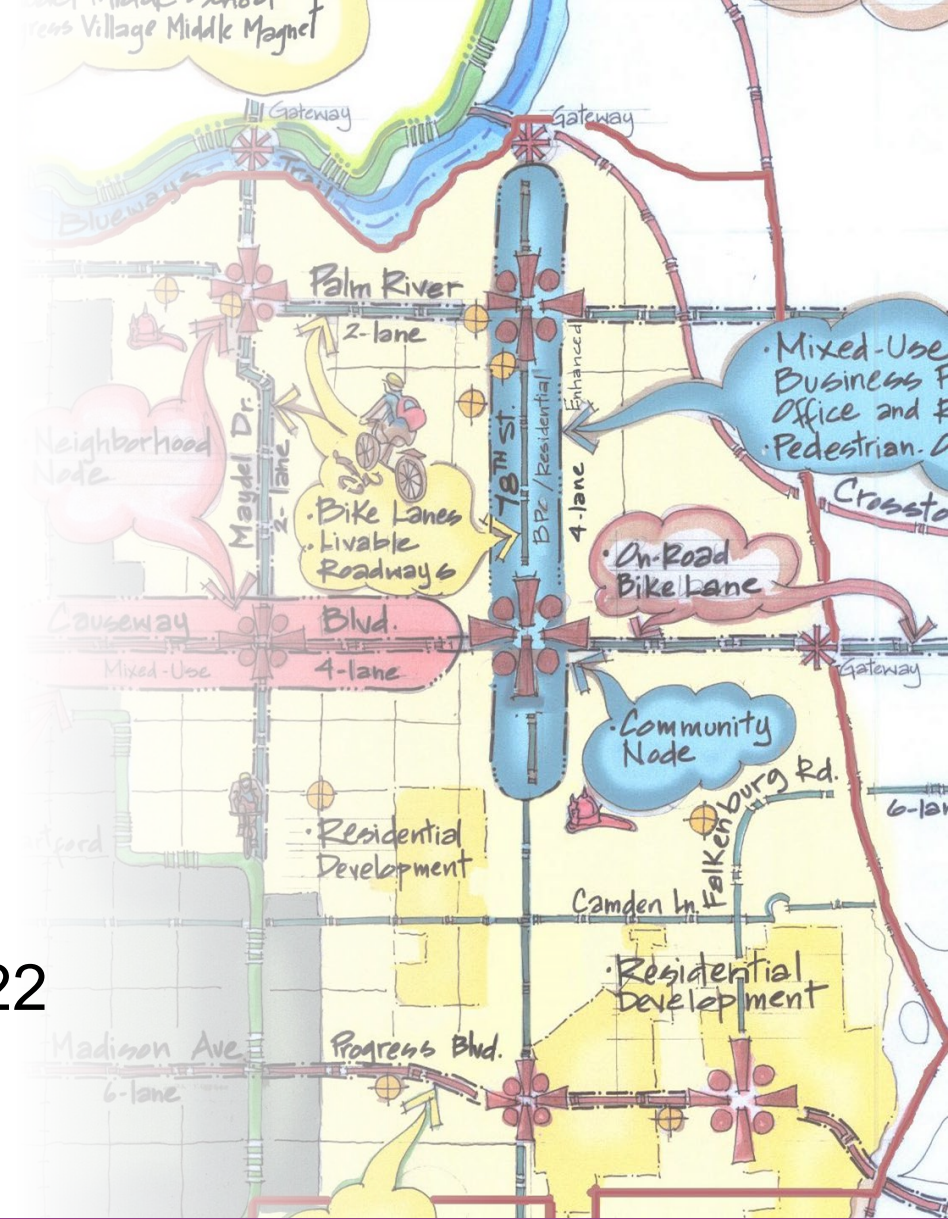 ress Village Middle Magnet
Gateway
Gateway
Blueways
Trail
Palm River
2-lane
Enhanced
Mixed-Use
Business
Office and
Pedestrian-
Neighborhood
Node
Maydel Dr.
2-lane
78TH ST.
BPC/Residential
4-lane
Bike Lanes
Livable
Roadways
On-Road
Bike Lane
Crossto
Causeway Blvd.
Mixed-Use 4-lane
Gateway
Community
Node
Falkenburg Rd.
6-lan
Residential
Development
Camden Ln.
Residential
Development
22
Madison Ave
6-lane
Progress Blvd.